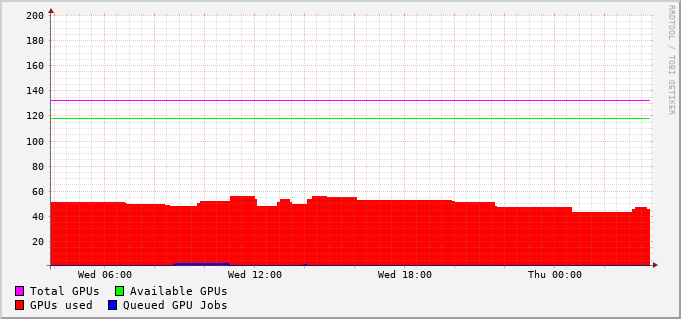 200
180
160
140
120
100
80
60
40
20
Wed 06:00 Wed 12:00 Wed 18:00 Thu 00:00
Total GPUs Available GPUs
GPUs used Queued GPU Jobs
RRDTOOL / TOBI OETIKER